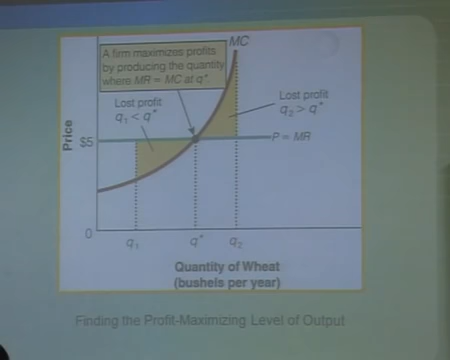 MC
A firm maximizes profits
by producing the quantity
where MR = MC at q*
Lost profit
q₁ < q*
Lost profit
q₂ > q*
Price
$5
P = MR
0
q₁
q*
q₂
Quantity of Wheat
(bushels per year)
Finding the Profit-Maximizing Level of Output